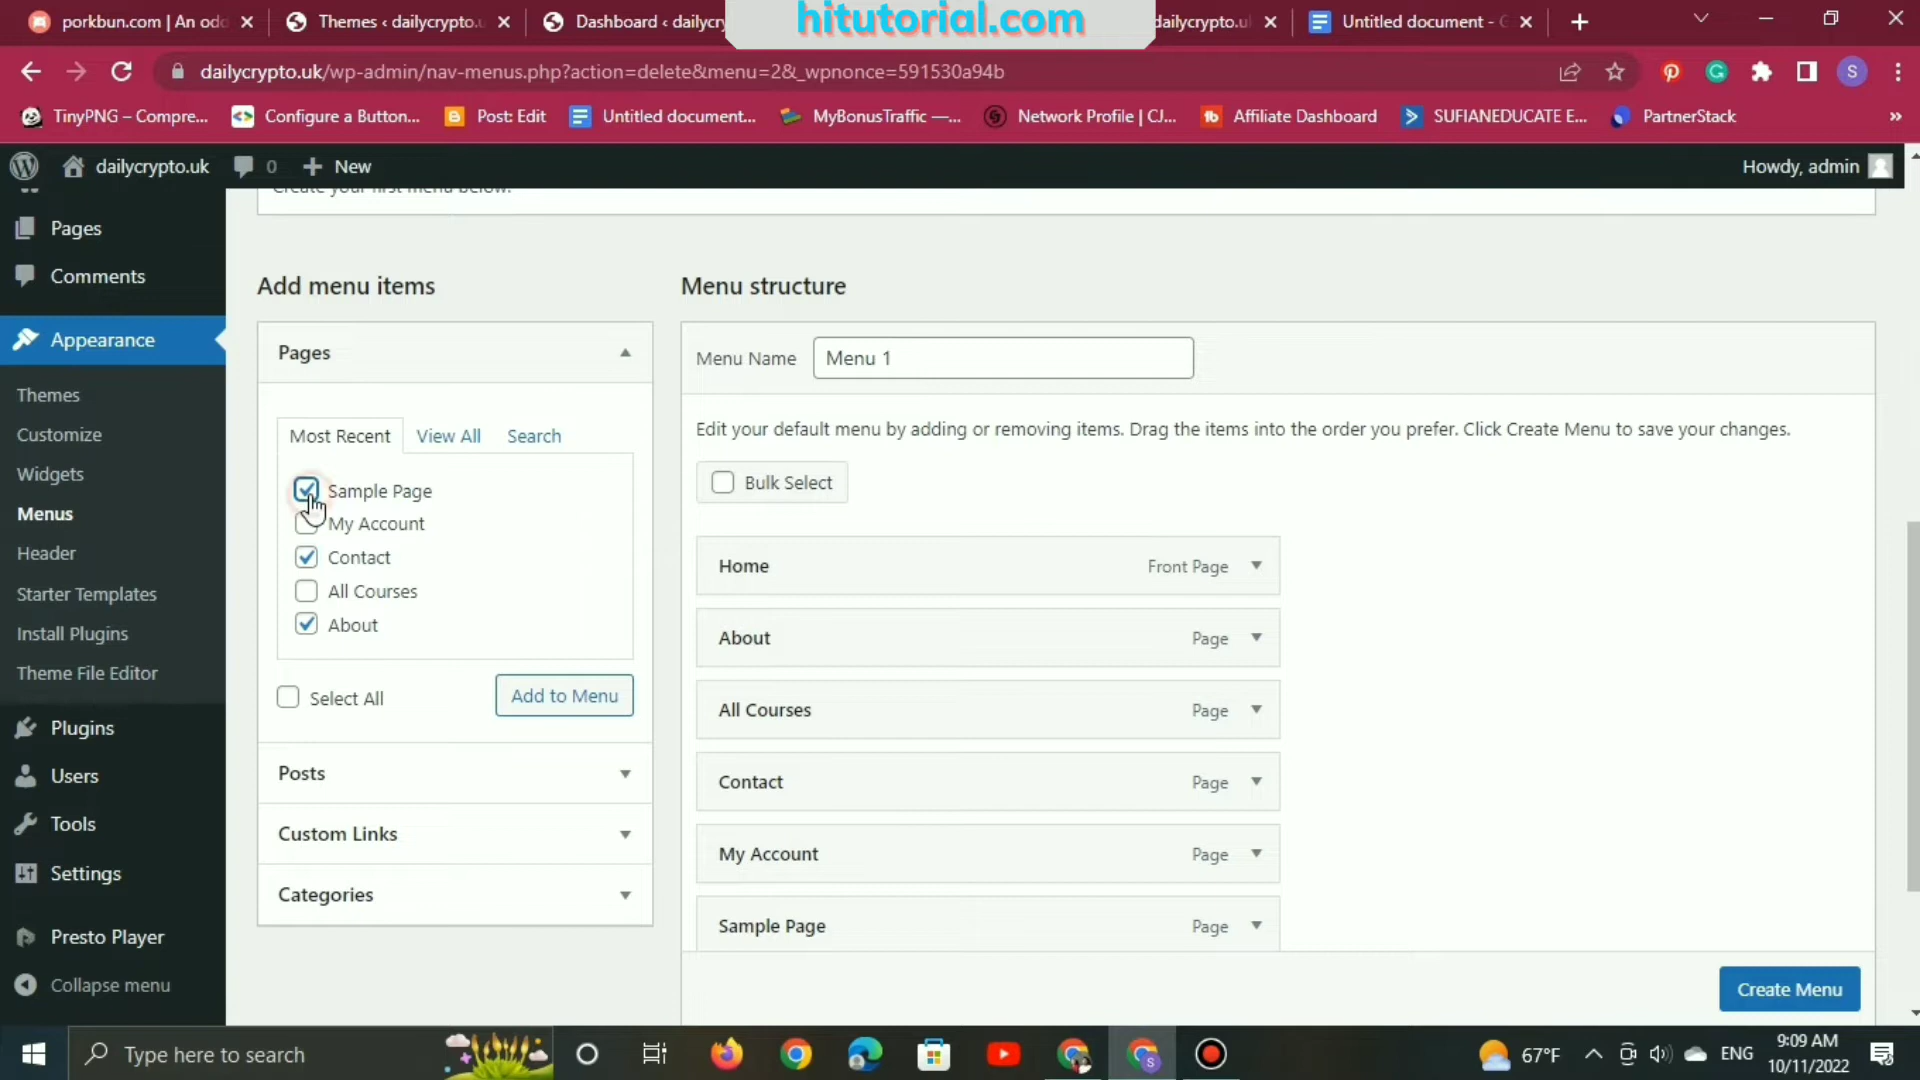 porkbun.com | An odd
Themes ‹ dailycrypto.u
Dashboard ‹ dailycry
hitutorial.com
dailycrypto.uk
Untitled document - G
dailycrypto.uk/wp-admin/nav-menus.php?action=delete&menu=2&_wpnonce=591530a94b
S
TinyPNG – Compre...
Configure a Button...
Post: Edit
Untitled document...
MyBonusTraffic —...
Network Profile | CJ...
Affiliate Dashboard
SUFIANEDUCATE E...
PartnerStack
»
dailycrypto.uk
0
New
Howdy, admin
Create your first menu below.
Pages
Comments
Appearance
Themes
Customize
Widgets
Menus
Header
Starter Templates
Install Plugins
Theme File Editor
Plugins
Users
Tools
Settings
Presto Player
Collapse menu
Add menu items
Pages
Most Recent
View All
Search
Sample Page
My Account
Contact
All Courses
About
Select All
Add to Menu
Posts
Custom Links
Categories
Menu structure
Menu Name
Menu 1
Edit your default menu by adding or removing items. Drag the items into the order you prefer. Click Create Menu to save your changes.
Bulk Select
Home Front Page
About Page
All Courses Page
Contact Page
My Account Page
Sample Page Page
Create Menu
Type here to search
67°F
ENG
9:09 AM
10/11/2022